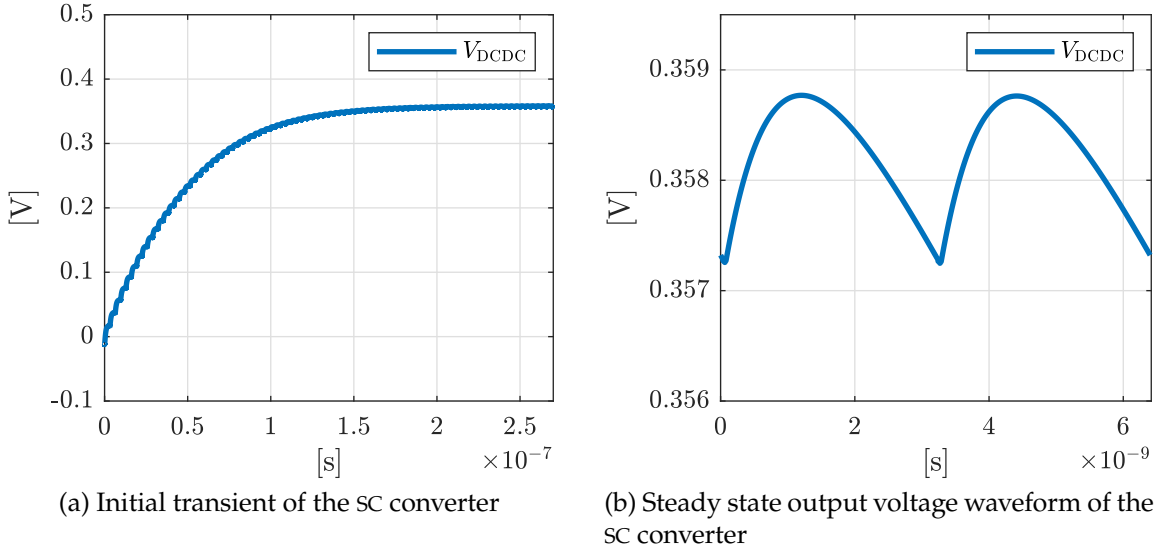 0.5
0.4
0.3
0.2
0.1
0
-0.1
[V]
V_DCDC
0 0.5 1 1.5 2 2.5
[s] ×10⁻⁷
(a) Initial transient of the SC converter
0.359
0.358
0.357
0.356
[V]
V_DCDC
0 2 4 6
[s] ×10⁻⁹
(b) Steady state output voltage waveform of the
SC converter